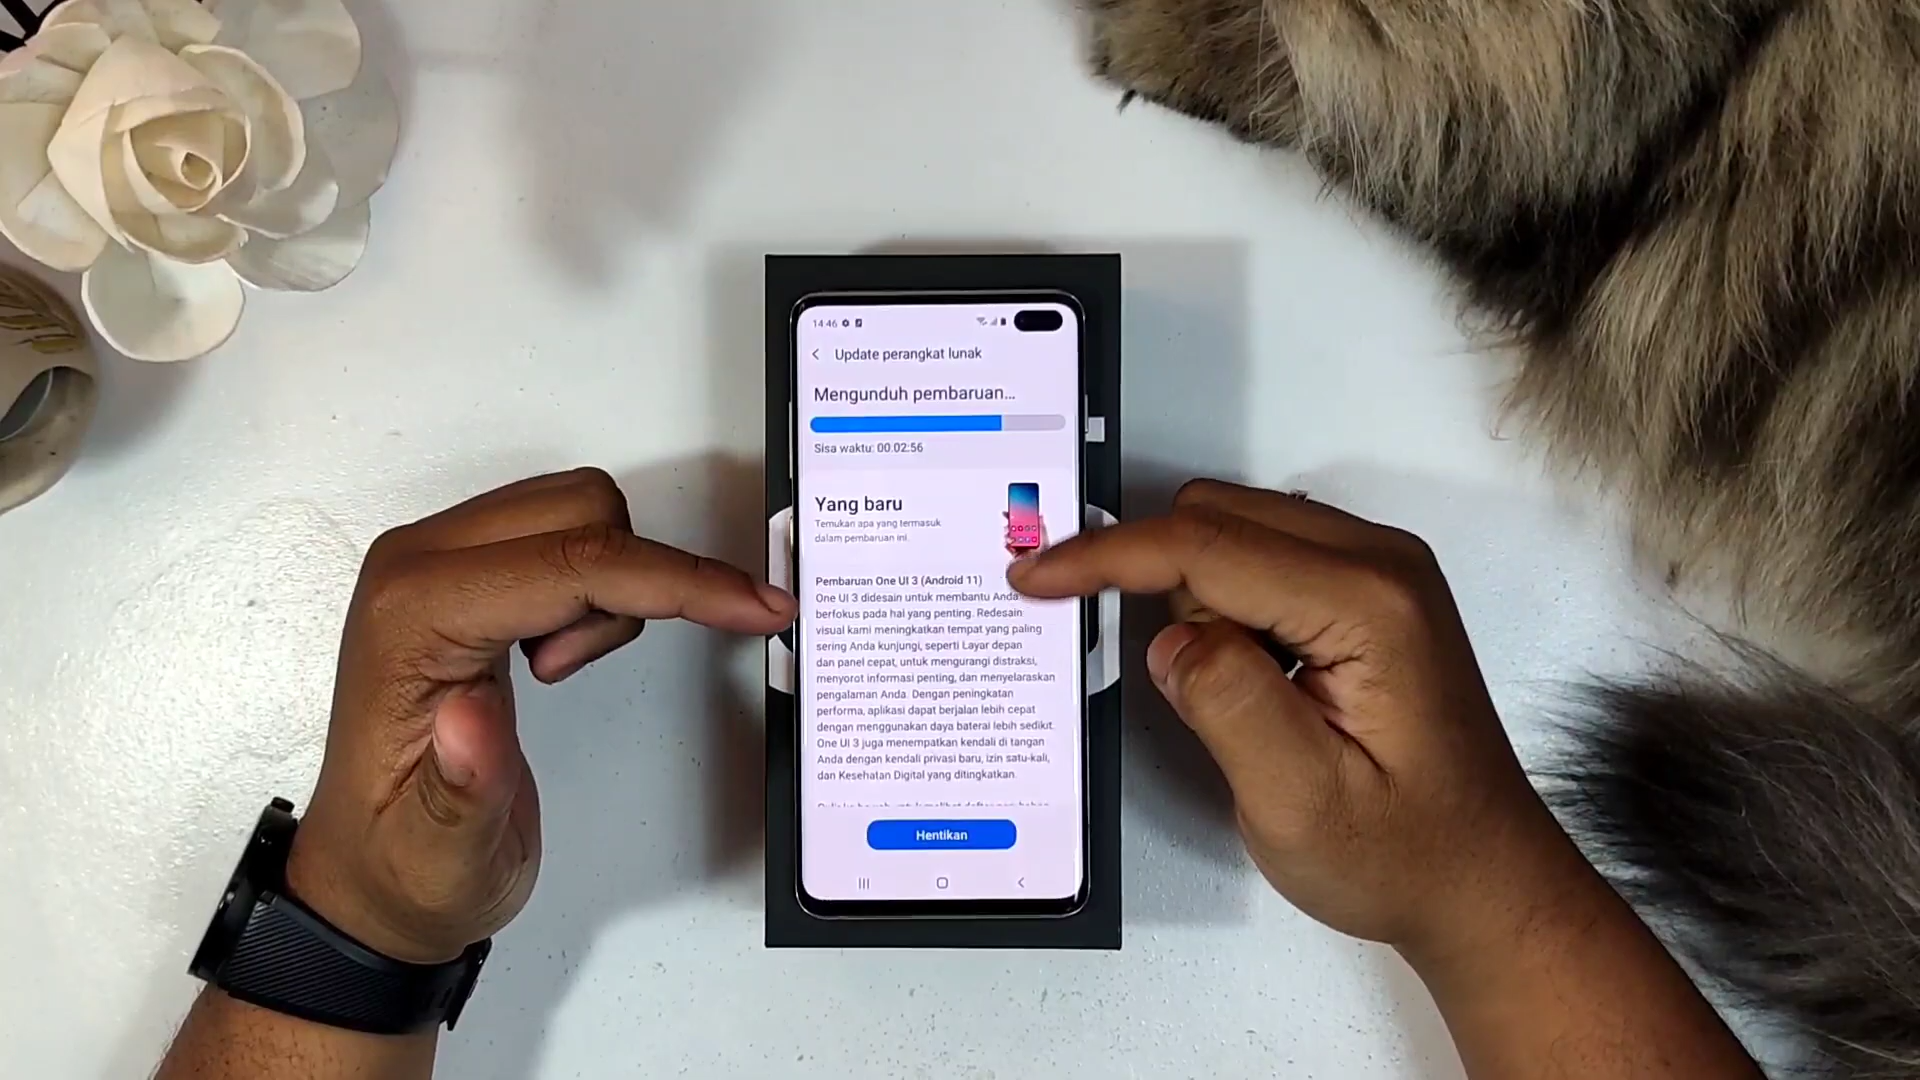 14.46
Update perangkat lunak
Mengunduh pembaruan...
Sisa waktu: 00:02:56
Yang baru
Temukan apa yang termasuk
dalam pembaruan ini.
Pembaruan One UI 3 (Android 11)
One UI 3 didesain untuk membantu Anda
berfokus pada hal yang penting. Redesain
visual kami meningkatkan tempat yang paling
sering Anda kunjungi, seperti Layar depan
dan panel cepat, untuk mengurangi distraksi,
menyorot informasi penting, dan menyelaraskan
pengalaman Anda. Dengan peningkatan
performa, aplikasi dapat berjalan lebih cepat
dengan menggunakan daya baterai lebih sedikit.
One UI 3 juga menempatkan kendali di tangan
Anda dengan kendali privasi baru, izin satu-kali,
dan Kesehatan Digital yang ditingkatkan.
Hentikan